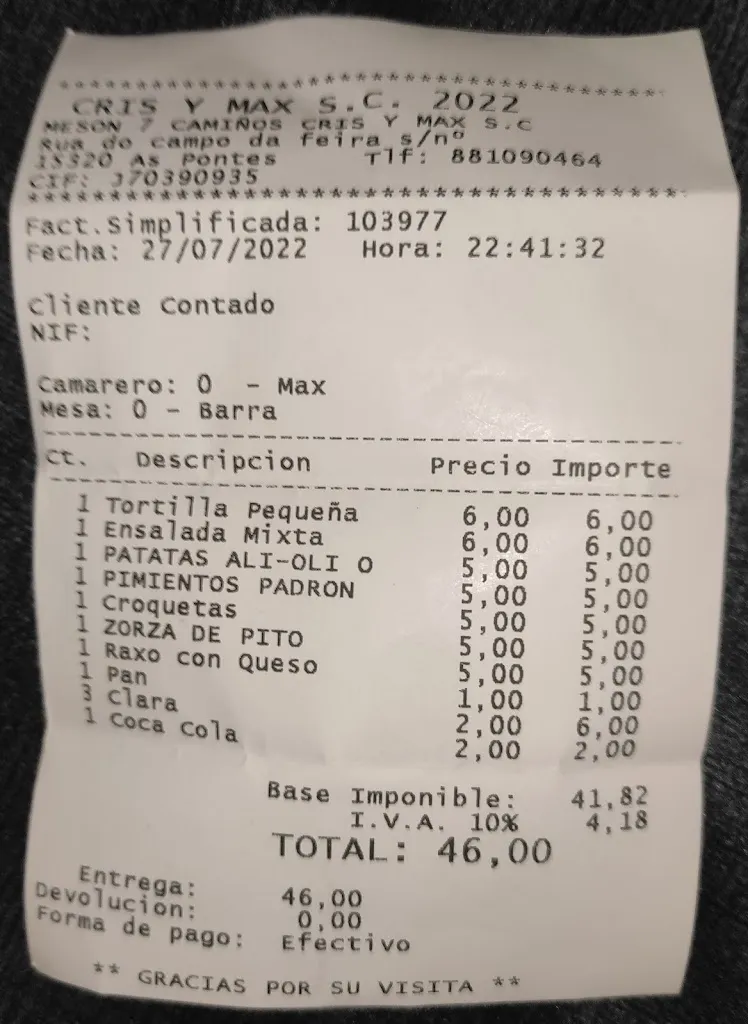 ****************************************
CRIS Y MAX S.C. 2022
MESON 7 CAMIÑOS CRIS Y MAX S.C
Rua do campo da feira s/nº
15320 As Pontes Tlf: 881090464
CIF: J70390935
****************************************
Fact.Simplificada: 103977
Fecha: 27/07/2022 Hora: 22:41:32
Cliente Contado
NIF:
Camarero: 0 - Max
Mesa: 0 - Barra
----------------------------------------
Ct. Descripcion Precio Importe
----------------------------------------
1 Tortilla Pequeña 6,00 6,00
1 Ensalada Mixta 6,00 6,00
1 PATATAS ALI-OLI O 5,00 5,00
1 PIMIENTOS PADRON 5,00 5,00
1 Croquetas 5,00 5,00
1 ZORZA DE PITO 5,00 5,00
1 Raxo con Queso 5,00 5,00
1 Pan 1,00 1,00
3 Clara 2,00 6,00
1 Coca Cola 2,00 2,00
Base Imponible: 41,82
I.V.A. 10% 4,18
TOTAL: 46,00
Entrega: 46,00
Devolucion: 0,00
Forma de pago: Efectivo
** GRACIAS POR SU VISITA **